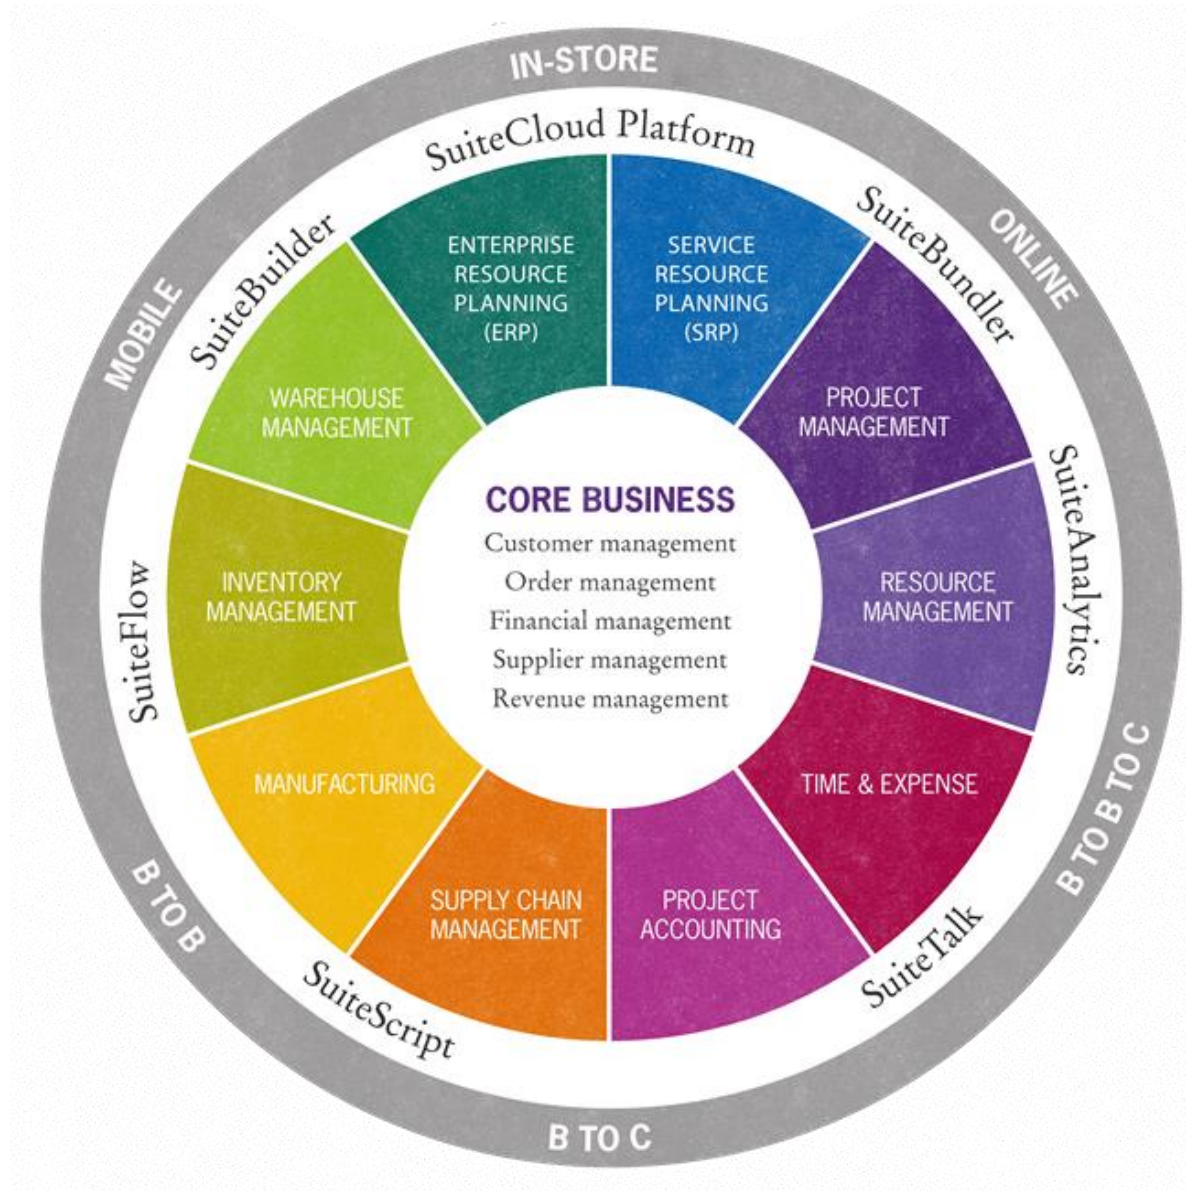 IN-STORE
SuiteCloud Platform
SuiteBuilder
SuiteBundler
ONLINE
MOBILE
ENTERPRISE
RESOURCE
PLANNING
(ERP)
SERVICE
RESOURCE
PLANNING
(SRP)
WAREHOUSE
MANAGEMENT
PROJECT
MANAGEMENT
SuiteAnalytics
CORE BUSINESS
Customer management
Order management
Financial management
Supplier management
Revenue management
INVENTORY
MANAGEMENT
RESOURCE
MANAGEMENT
SuiteFlow
MANUFACTURING
TIME & EXPENSE
B TO B TO C
SUPPLY CHAIN
MANAGEMENT
PROJECT
ACCOUNTING
B TO B
SuiteScript
SuiteTalk
B TO C